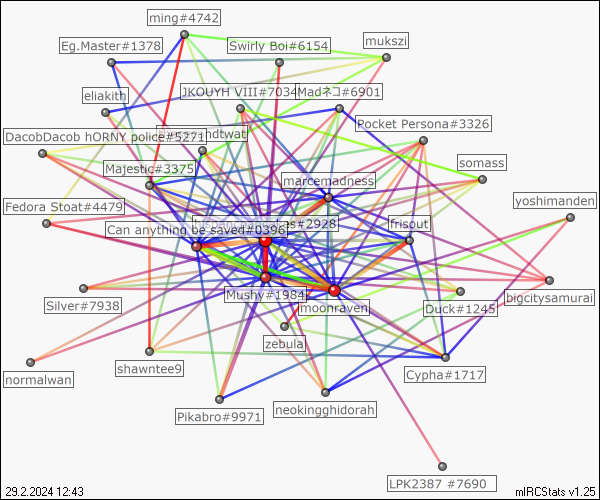 ming#4742
Eg.Master#1378
Swirly Boi#6154
mukszi
eliakith
JKOUYH VIII#7034
Madネコ#6901
Pocket Persona#3326
DacobDacob hORNY police#5271
ndtwat
Majestic#3375
somass
marcemadness
yoshimanden
Fedora Stoat#4479
#2928
Can anything be saved#0396
frisout
Mushy#1984
bigcitysamurai
Silver#7938
moonraven
Duck#1245
zebulal
normalwan
shawntee9
Cypha#1717
Pikabro#9971
neokingghidorah
LPK2387 #7690
29.2.2024 12:43
mIRCStats v1.25